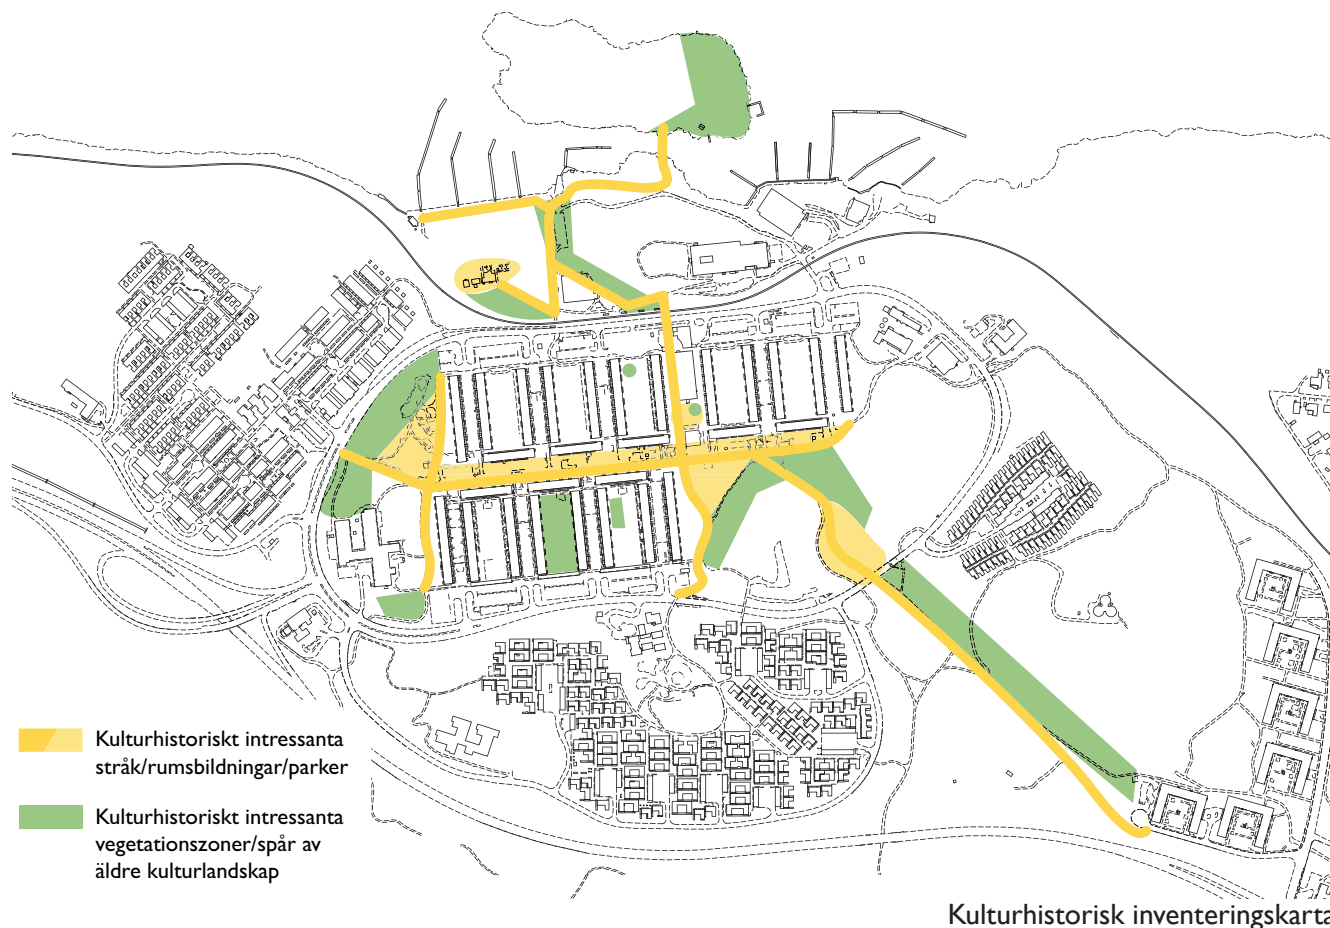 Kulturhistoriskt intressanta
stråk/rumsbildningar/parker
Kulturhistoriskt intressanta
vegetationszoner/spår av
äldre kulturlandskap
Kulturhistorisk inventeringskarta